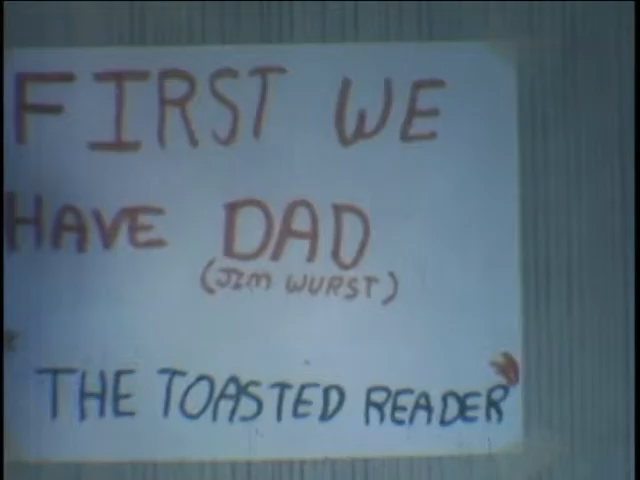 FIRST WE
HAVE DAD
(JIM WURST)
THE TOASTED READER